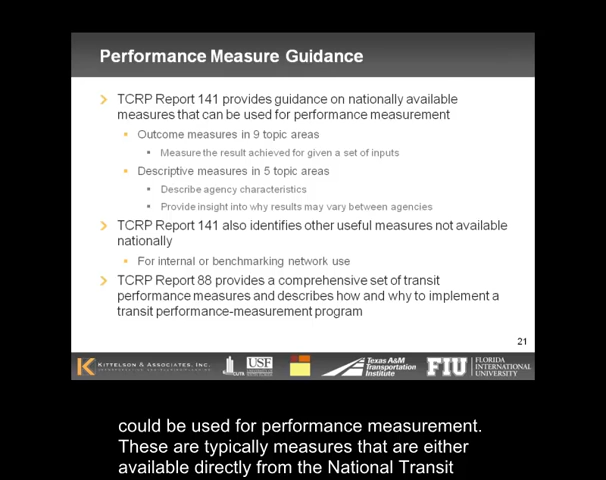 Performance Measure Guidance
TCRP Report 141 provides guidance on nationally available
measures that can be used for performance measurement
Outcome measures in 9 topic areas
Measure the result achieved for given a set of inputs
Descriptive measures in 5 topic areas
Describe agency characteristics
Provide insight into why results may vary between agencies
TCRP Report 141 also identifies other useful measures not available
nationally
For internal or benchmarking network use
TCRP Report 88 provides a comprehensive set of transit
performance measures and describes how and why to implement a
transit performance-measurement program
21
KITTELSON & ASSOCIATES, INC.
CUTR
USF
Texas A&M
Transportation
Institute
FIU
FLORIDA
INTERNATIONAL
UNIVERSITY
could be used for performance measurement.
These are typically measures that are either
available directly from the National Transit